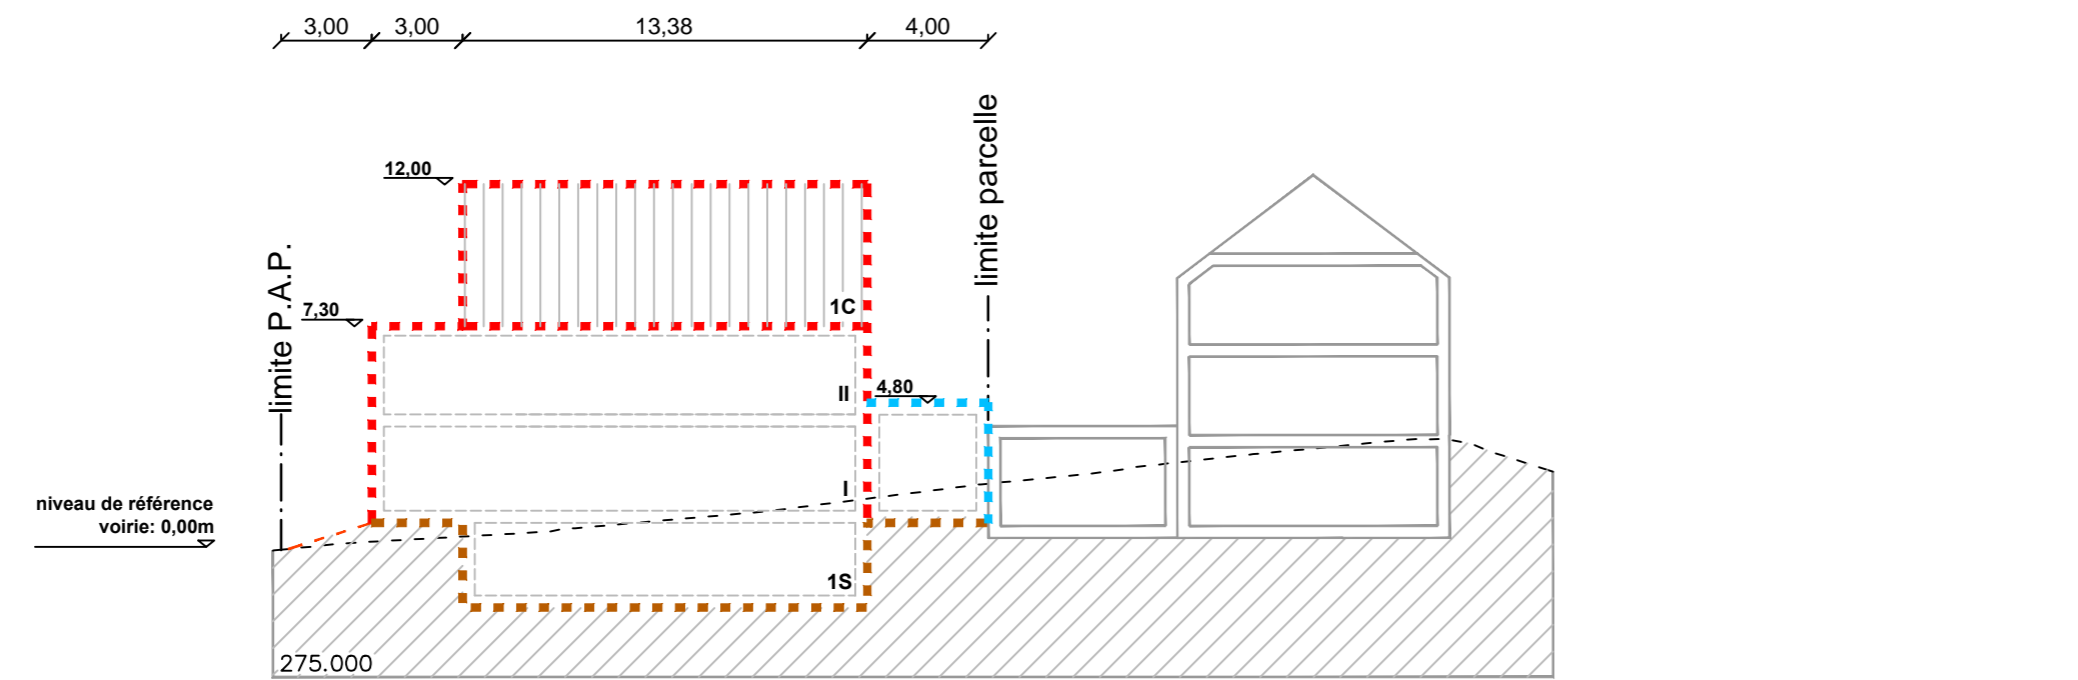 3,00 3,00 13,38 4,00
limite parcelle
12,00
limite P.A.P.
7,30
1C
II
4,80
I
niveau de référence
voirie: 0,00m
1S
275.000